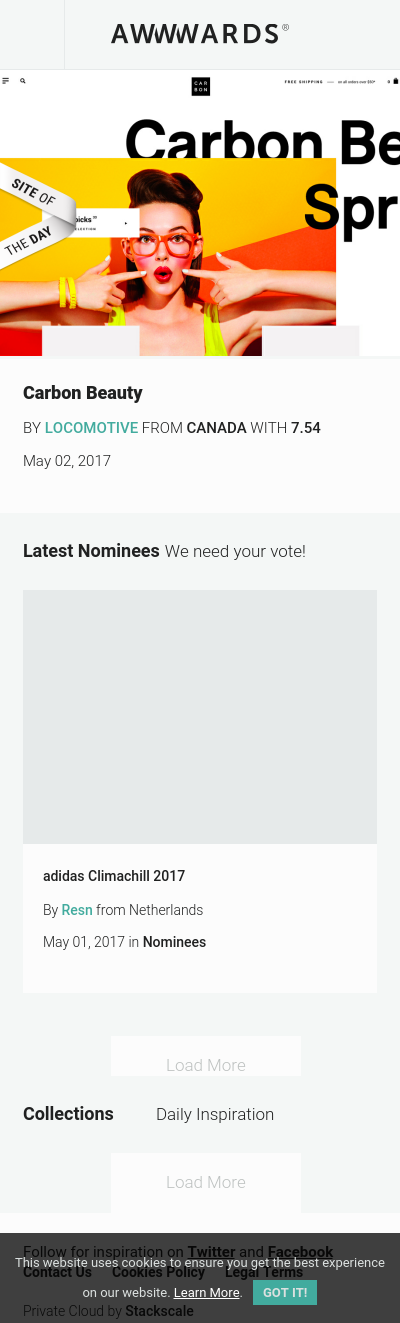 AWWWARDS®
CAR
BON
FREE SHIPPING — on all orders over $50*
0
Carbon Be
Spr
SITE OF
THE DAY
picks
Carbon Beauty
BY LOCOMOTIVE FROM CANADA WITH 7.54
May 02, 2017
Latest Nominees We need your vote!
adidas Climachill 2017
By Resn from Netherlands
May 01, 2017 in Nominees
Load More
Collections Daily Inspiration
Load More
Follow for inspiration on Twitter and Facebook
This website uses cookies to ensure you get the best experience
Contact Us Cookies Policy Legal Terms
on our website. Learn More. GOT IT!
Private Cloud by Stackscale